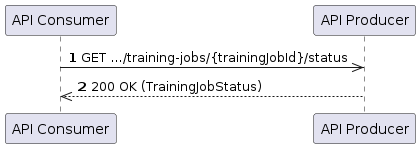 API Consumer API Producer
1 GET .../training-jobs/{trainingJobId}/status
2 200 OK (TrainingJobStatus)
API Consumer API Producer